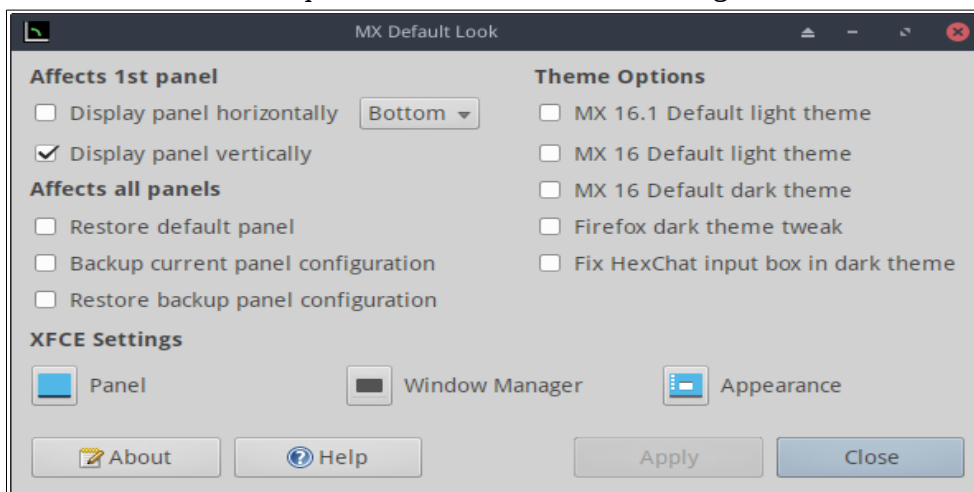 MX Default Look
Affects 1st panel
Display panel horizontally Bottom
Display panel vertically
Affects all panels
Restore default panel
Backup current panel configuration
Restore backup panel configuration
Theme Options
MX 16.1 Default light theme
MX 16 Default light theme
MX 16 Default dark theme
Firefox dark theme tweak
Fix HexChat input box in dark theme
XFCE Settings
Panel Window Manager Appearance
About Help Apply Close